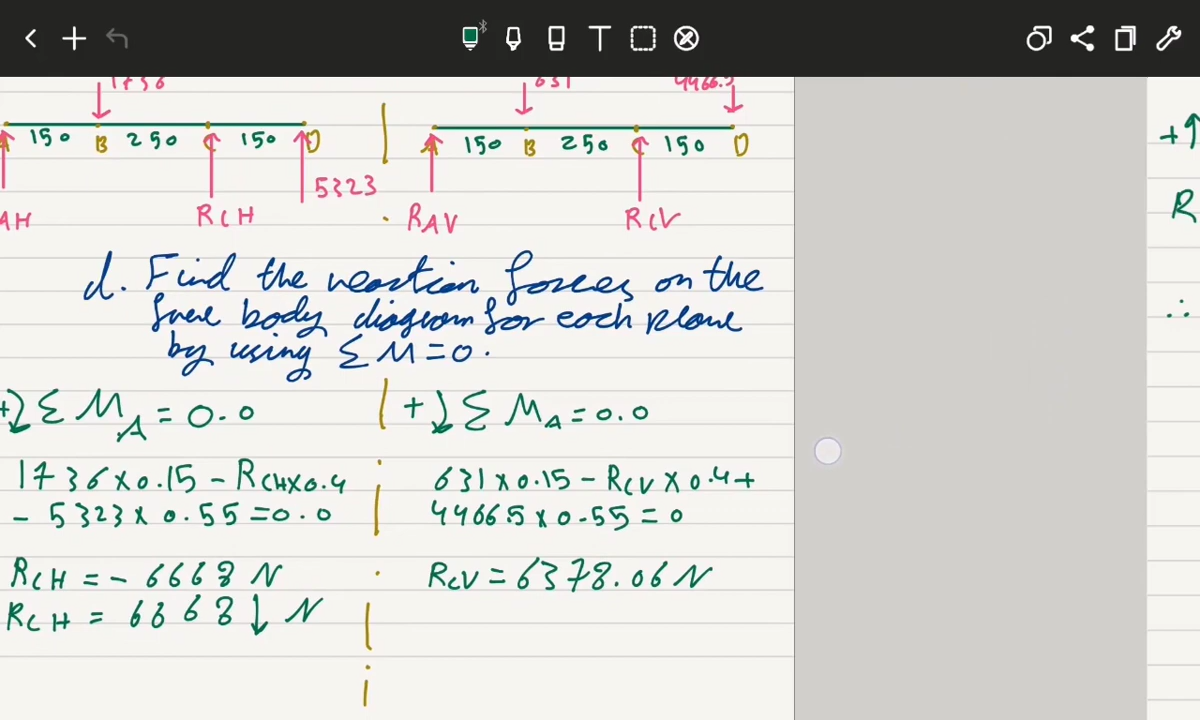 1736
631
4466.5
150 B 250 C 150 D
A 150 B 250 C 150 D
5323
AH
RCH
RAV
RCV
d. Find the reaction forces on the
free body diagram for each plane
by using Σ M = 0.
+ Σ MA = 0.0
+ Σ MA = 0.0
1736 x 0.15 - RCH x 0.4
- 5323 x 0.55 = 0.0
631 x 0.15 - RCV x 0.4 +
4466.5 x 0.55 = 0
RCH = - 6668 N
RCH = 6668 ↓ N
RCV = 6378.06 N
+↑
R
∴